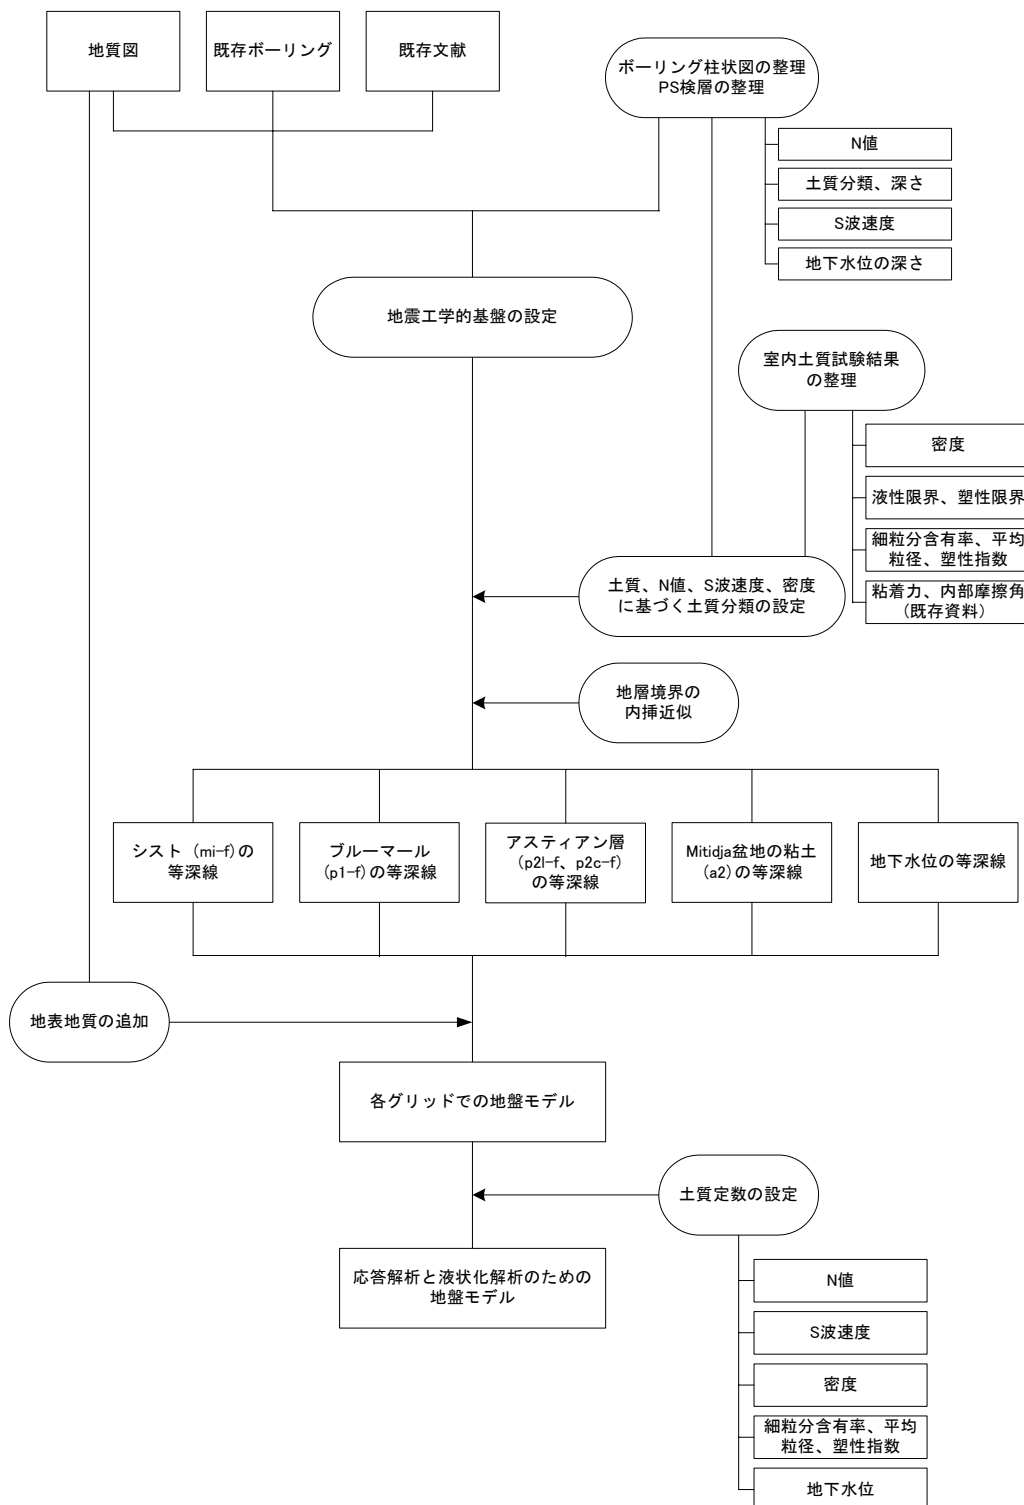 地質図
既存ボーリング
既存文献
ボーリング柱状図の整理
PS検層の整理
N値
土質分類、深さ
S波速度
地下水位の深さ
地震工学的基盤の設定
室内土質試験結果
の整理
密度
液性限界、塑性限界
細粒分含有率、平均
粒径、塑性指数
粘着力、内部摩擦角
(既存資料)
土質、N値、S波速度、密度
に基づく土質分類の設定
地層境界の
内挿近似
シスト (mi-f)の
等深線
ブルーマール
(p1-f)の等深線
アスティアン層
(p2l-f、p2c-f)
の等深線
Mitidja盆地の粘土
(a2)の等深線
地下水位の等深線
地表地質の追加
各グリッドでの地盤モデル
土質定数の設定
応答解析と液状化解析のための
地盤モデル
N値
S波速度
密度
細粒分含有率、平均
粒径、塑性指数
地下水位